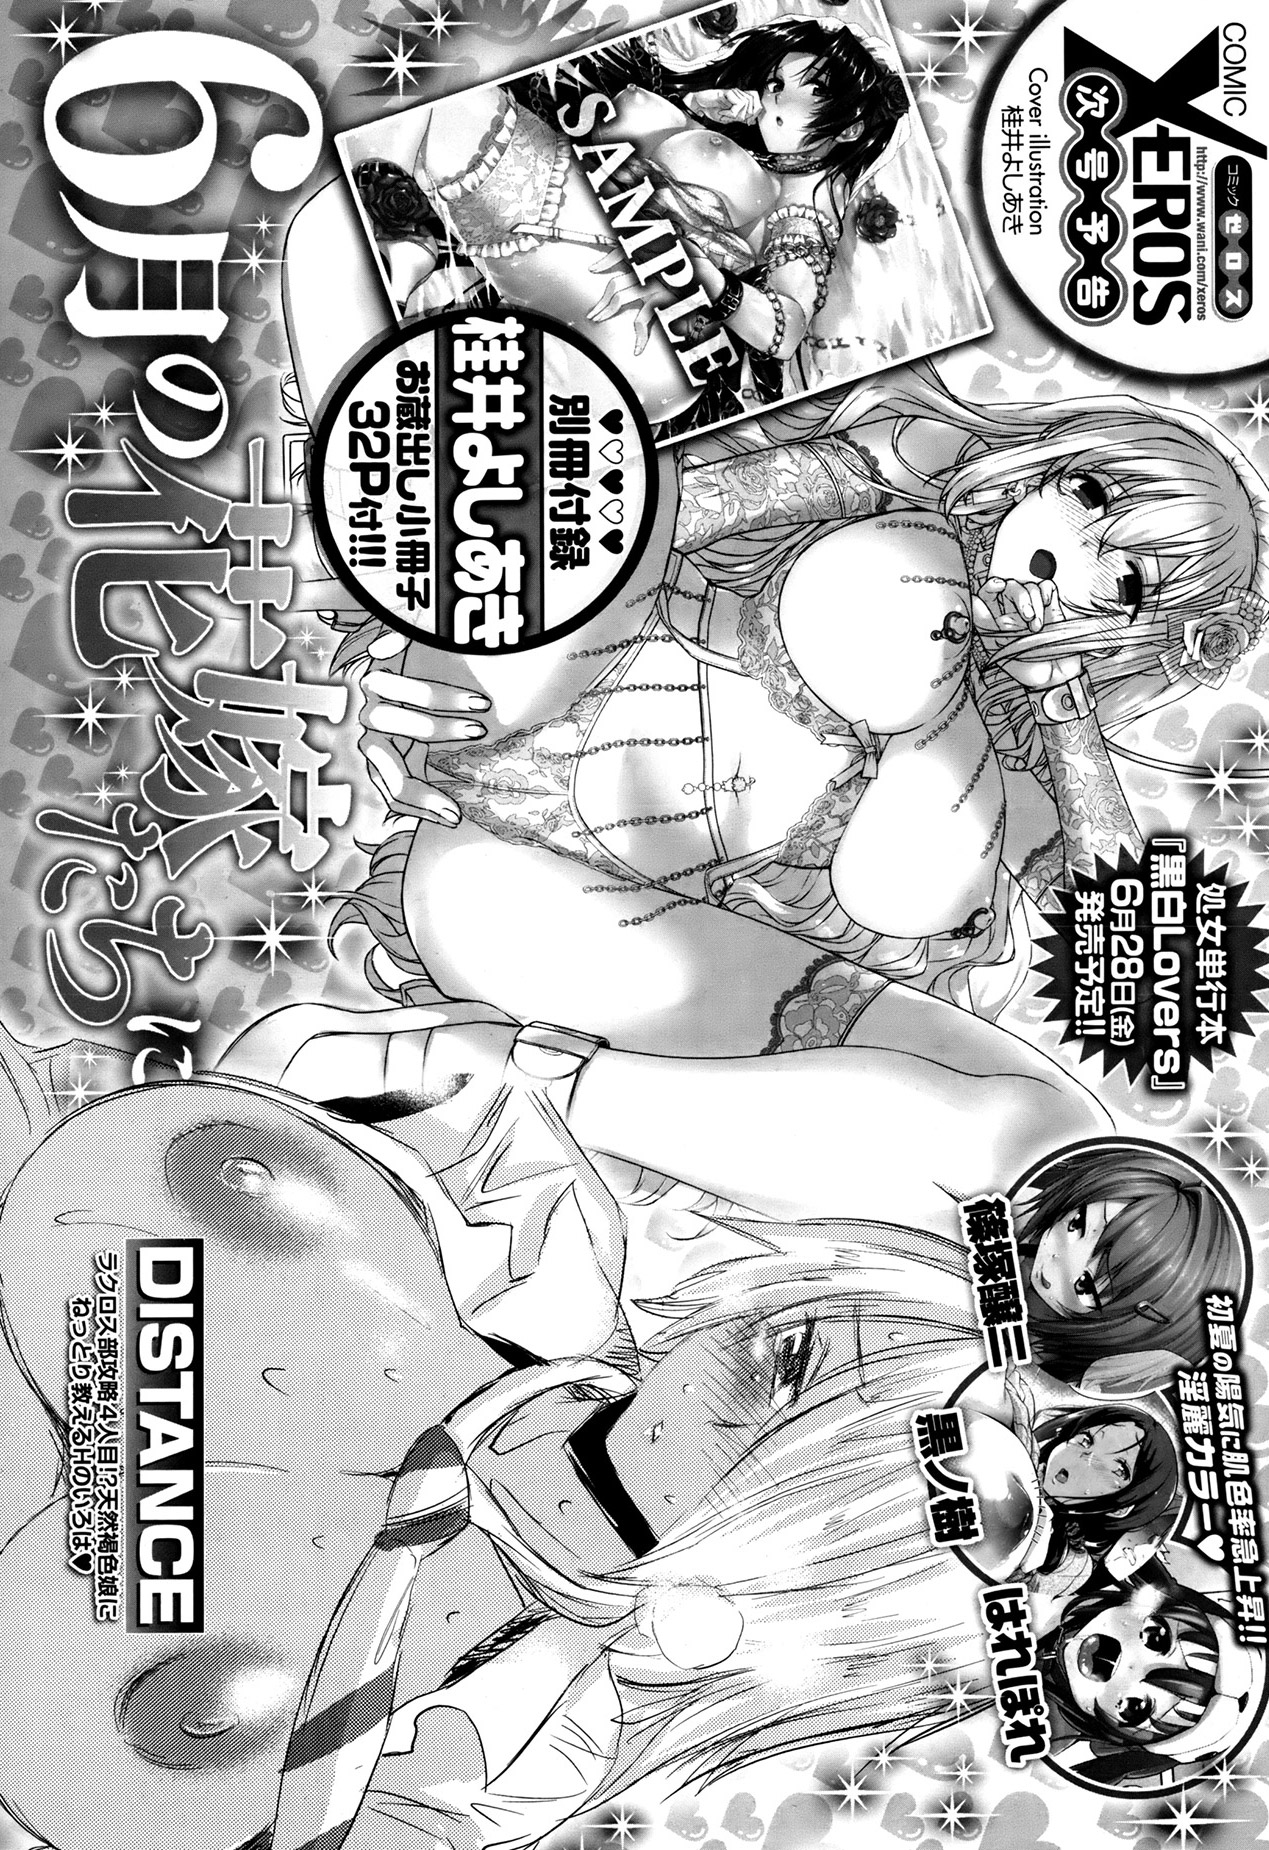 COMIC
XEROS
コミックゼロス
http://www.wani.com/xeros
次号予告
Cover illustration
桂井よしあき
SAMPLE
6月の花嫁たちに
別冊付録
♥♡♥♡♥♡♥
桂井よしあき
お蔵出し小冊子
32P付!!!
処女単行本
『黒白Lovers』
6月28日(金)
発売予定!!
初夏の陽気に肌色率急上昇!!
淫麗カラー♥
篠塚醸二
黒ノ樹
はれぽれ
DISTANCE
ラクロス部攻略4人目!?天然褐色娘に
ねっとり教えるHのいろは♥